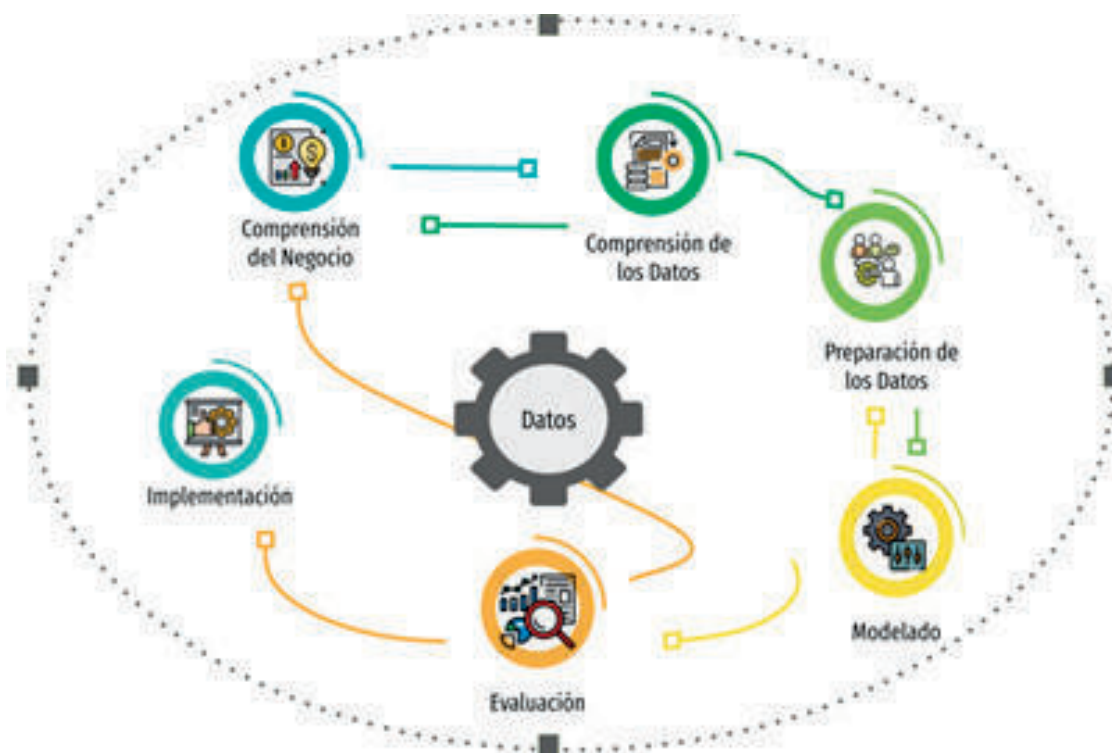 Comprensión
del Negocio
Comprensión de
los Datos
Preparación de
los Datos
Datos
Implementación
Modelado
Evaluación